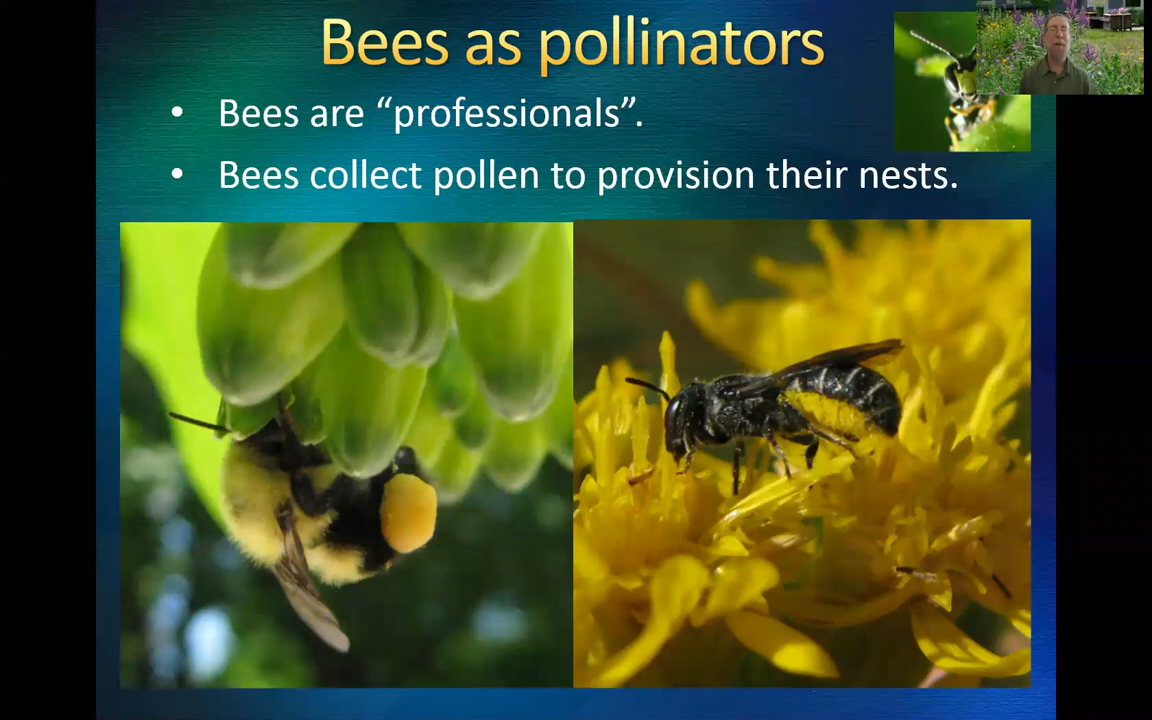 Bees as pollinators
• Bees are “professionals”.
• Bees collect pollen to provision their nests.